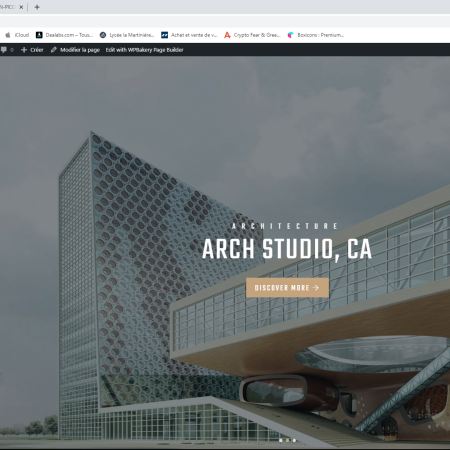 iCloud Dealabs.com – Tous... Lycée la Martinière... Achat et vente de v... Crypto Fear & Gree... Boxicons : Premium...
0 Créer Modifier la page Edit with WPBakery Page Builder
ARCHITECTURE
ARCH STUDIO, CA
DISCOVER MORE →